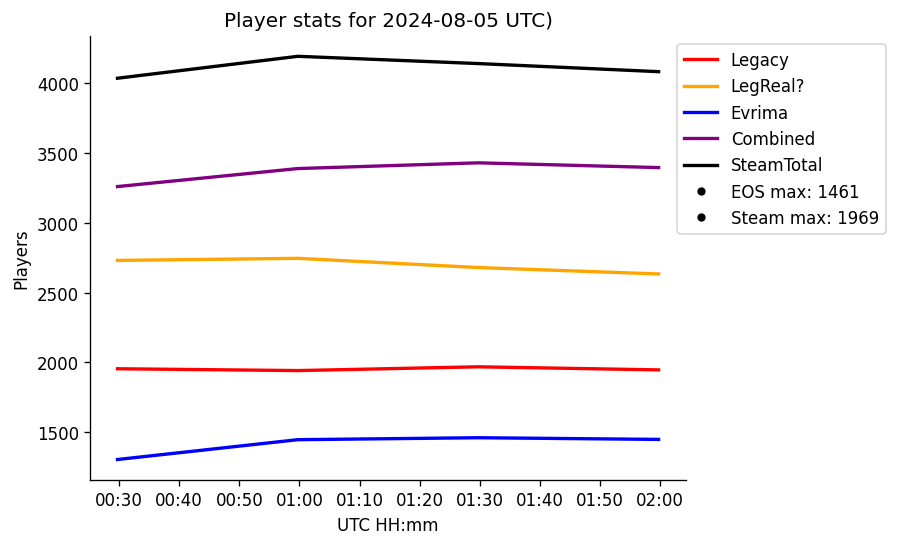 Player stats for 2024-08-05 UTC)
Legacy
LegReal?
Evrima
Combined
SteamTotal
EOS max: 1461
Steam max: 1969
Players
4000
3500
3000
2500
2000
1500
00:30 00:40 00:50 01:00 01:10 01:20 01:30 01:40 01:50 02:00
UTC HH:mm